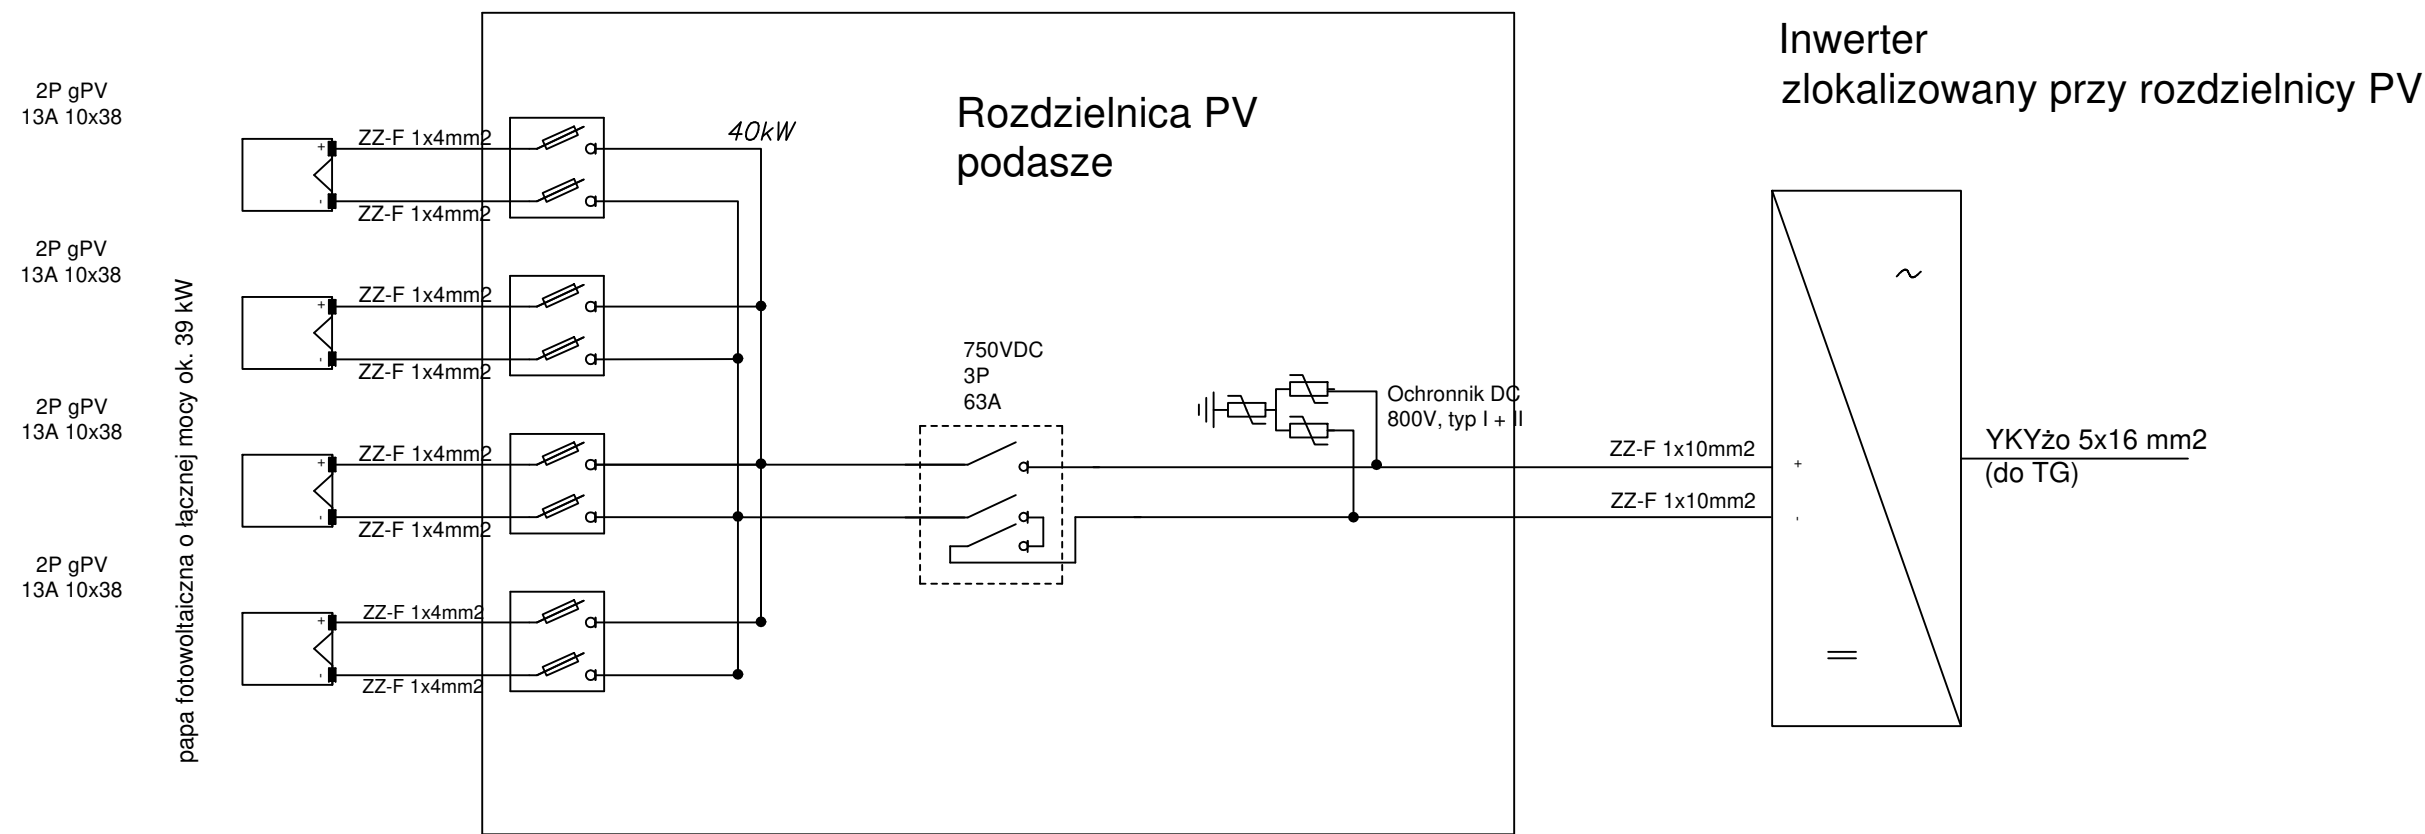 Inwerter
zlokalizowany przy rozdzielnicy PV
Rozdzielnica PV
podasze
40kW
2P gPV
13A 10x38
+
-
ZZ-F 1x4mm2
ZZ-F 1x4mm2
2P gPV
13A 10x38
+
-
ZZ-F 1x4mm2
ZZ-F 1x4mm2
2P gPV
13A 10x38
+
-
ZZ-F 1x4mm2
ZZ-F 1x4mm2
2P gPV
13A 10x38
+
-
ZZ-F 1x4mm2
ZZ-F 1x4mm2
papa fotowoltaiczna o łącznej mocy ok. 39 kW
750VDC
3P
63A
Ochronnik DC
800V, typ I + II
ZZ-F 1x10mm2
ZZ-F 1x10mm2
+
-
YKYżo 5x16 mm2
(do TG)